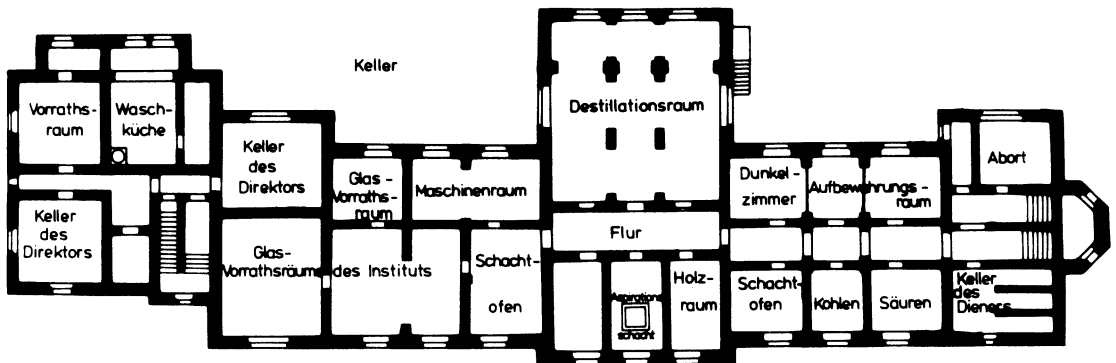 Keller
Vorraths-
raum
Wasch-
küche
Keller
des
Direktors
Glas-
Vorraths-
raum
Maschinenraum
Destillationsraum
Dunkel-
zimmer
Aufbewahrungs-
raum
Abort
Keller
des
Direktors
Glas-
Vorrathsräume des Instituts
Schacht-
ofen
Flur
Aspirations
schacht
Holz-
raum
Schacht-
ofen
Kohlen
Säuren
Keller
des
Dieners